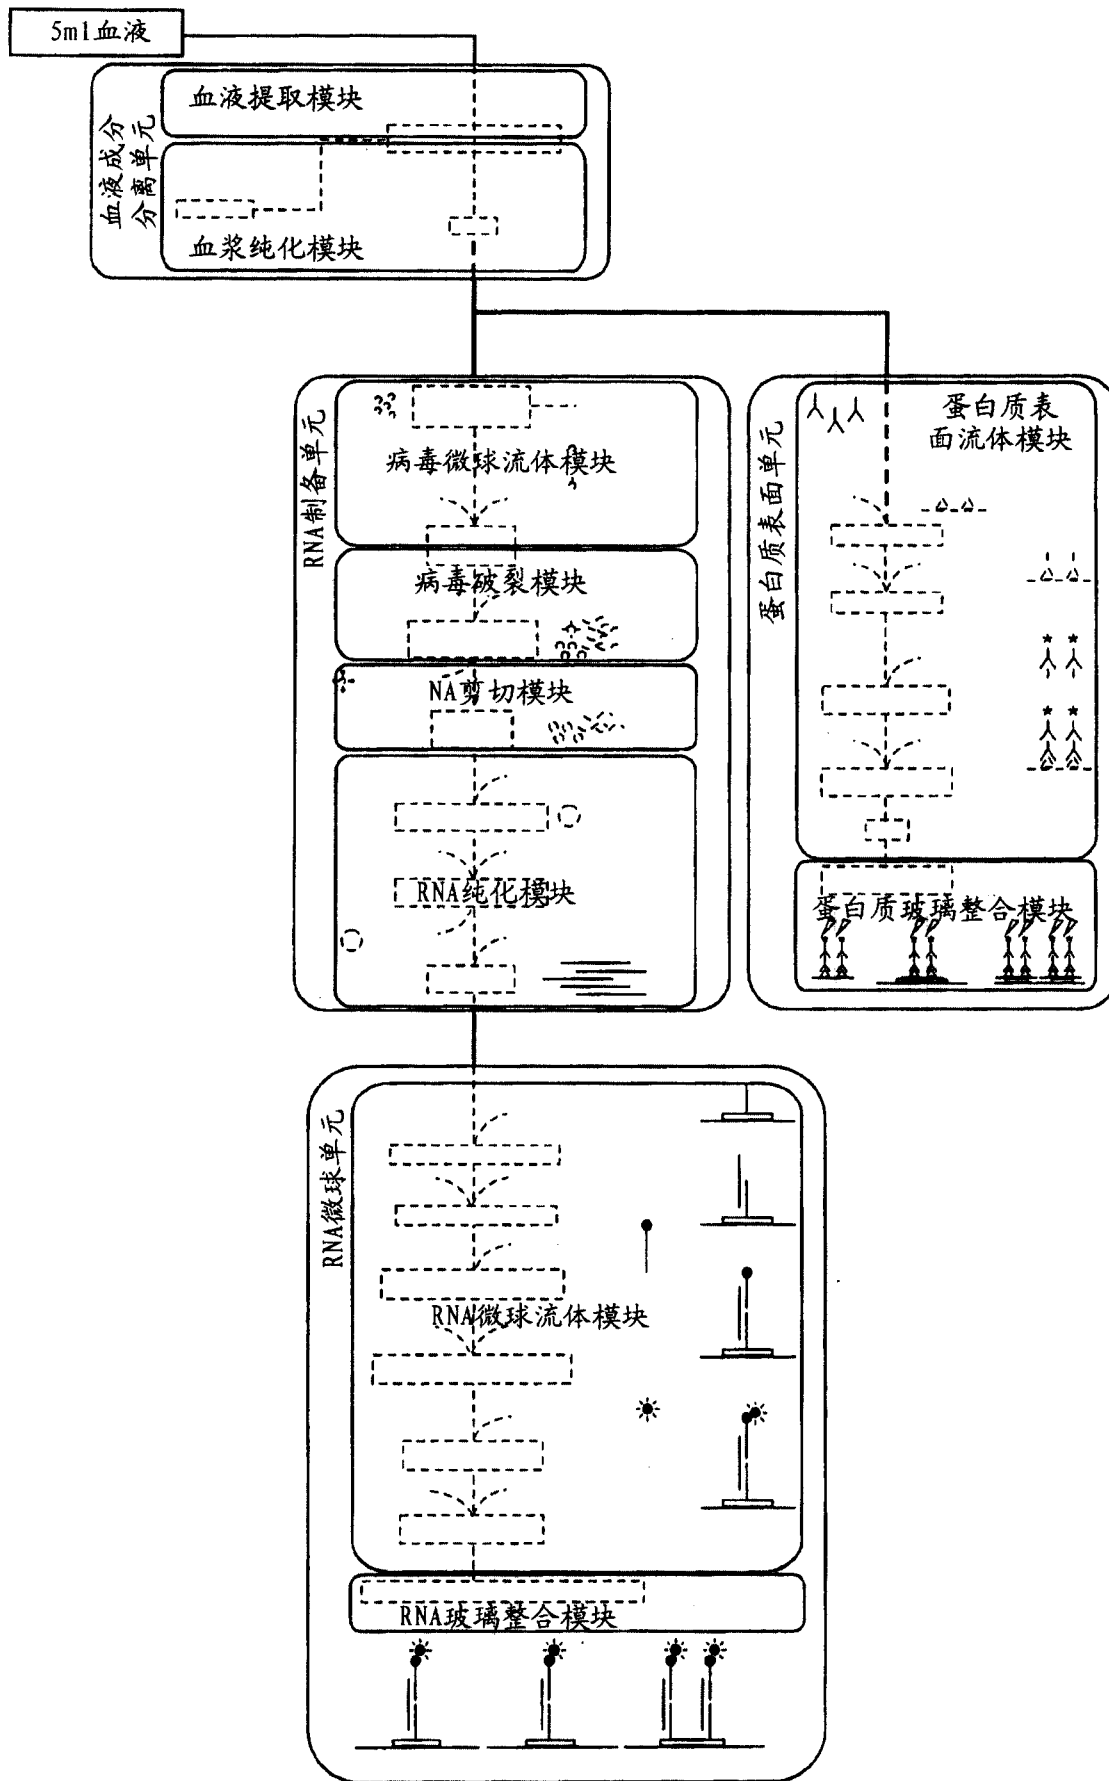 5ml血液
血液成分
分离单元
血液提取模块
血浆纯化模块
RNA制备单元
病毒微球流体模块
病毒破裂模块
NA剪切模块
RNA纯化模块
蛋白质表面单元
蛋白质表
面流体模块
蛋白质玻璃整合模块
RNA微球单元
RNA微球流体模块
RNA玻璃整合模块